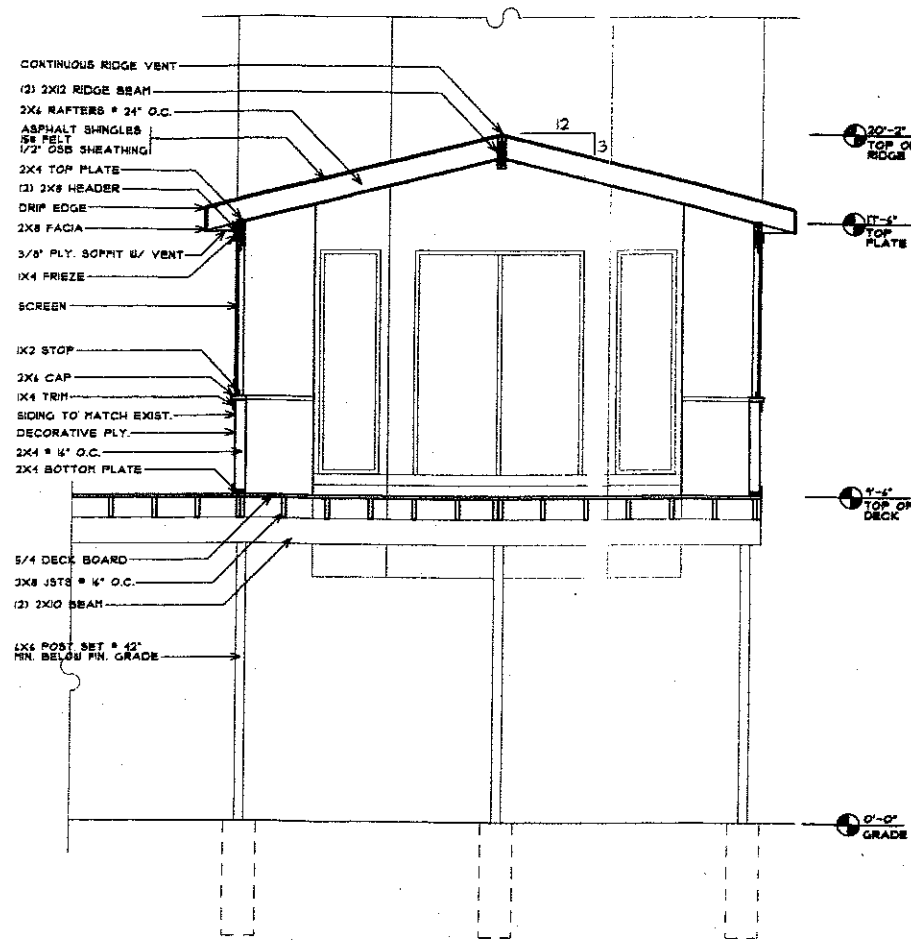 CONTINUOUS RIDGE VENT
(2) 2X12 RIDGE BEAM
2X6 RAFTERS @ 24" O.C.
ASPHALT SHINGLES
15# FELT
1/2" OSB SHEATHING
2X4 TOP PLATE
(2) 2X8 HEADER
DRIP EDGE
2X8 FACIA
3/8" PLY. SOFFIT W/ VENT
1X4 FRIEZE
SCREEN
1X2 STOP
2X6 CAP
1X4 TRIM
SIDING TO MATCH EXIST.
DECORATIVE PLY.
2X4 @ 16" O.C.
2X4 BOTTOM PLATE
5/4 DECK BOARD
2X8 JSTS @ 16" O.C.
(2) 2X10 BEAM
6X6 POST SET @ 42"
MIN. BELOW FIN. GRADE
12
3
20'-2"
TOP OF
RIDGE
17'-6"
TOP
PLATE
9'-6"
TOP OF
DECK
0'-0"
GRADE